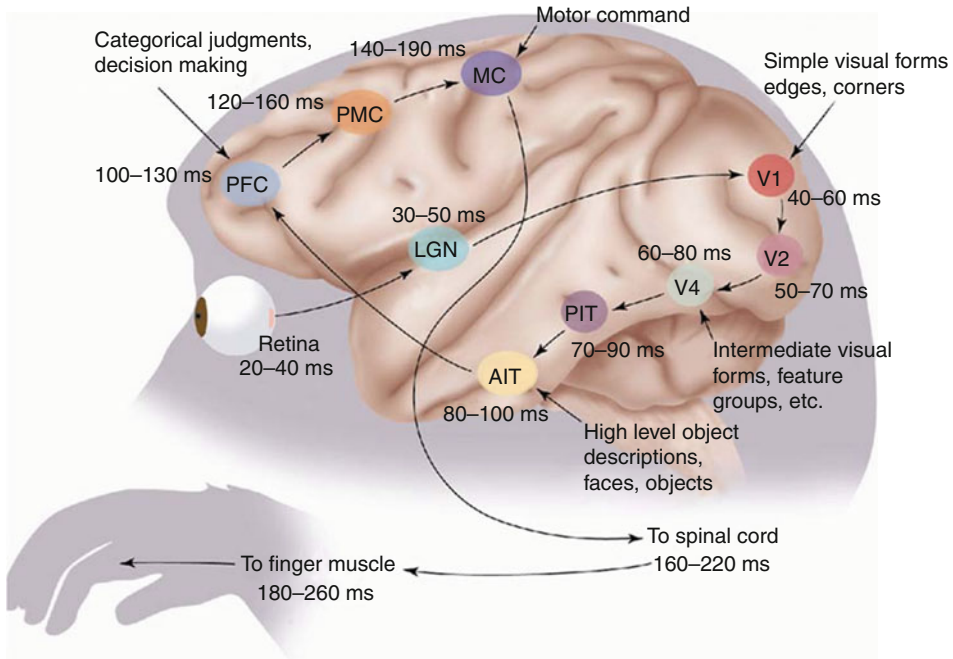 Motor command
Categorical judgments,
decision making
140–190 ms
MC
Simple visual forms
edges, corners
120–160 ms
PMC
100–130 ms
PFC
V1
40–60 ms
30–50 ms
LGN
60–80 ms
V2
V4
50–70 ms
PIT
70–90 ms
Retina
20–40 ms
Intermediate visual
forms, feature
groups, etc.
AIT
80–100 ms
High level object
descriptions,
faces, objects
To spinal cord
160–220 ms
To finger muscle
180–260 ms